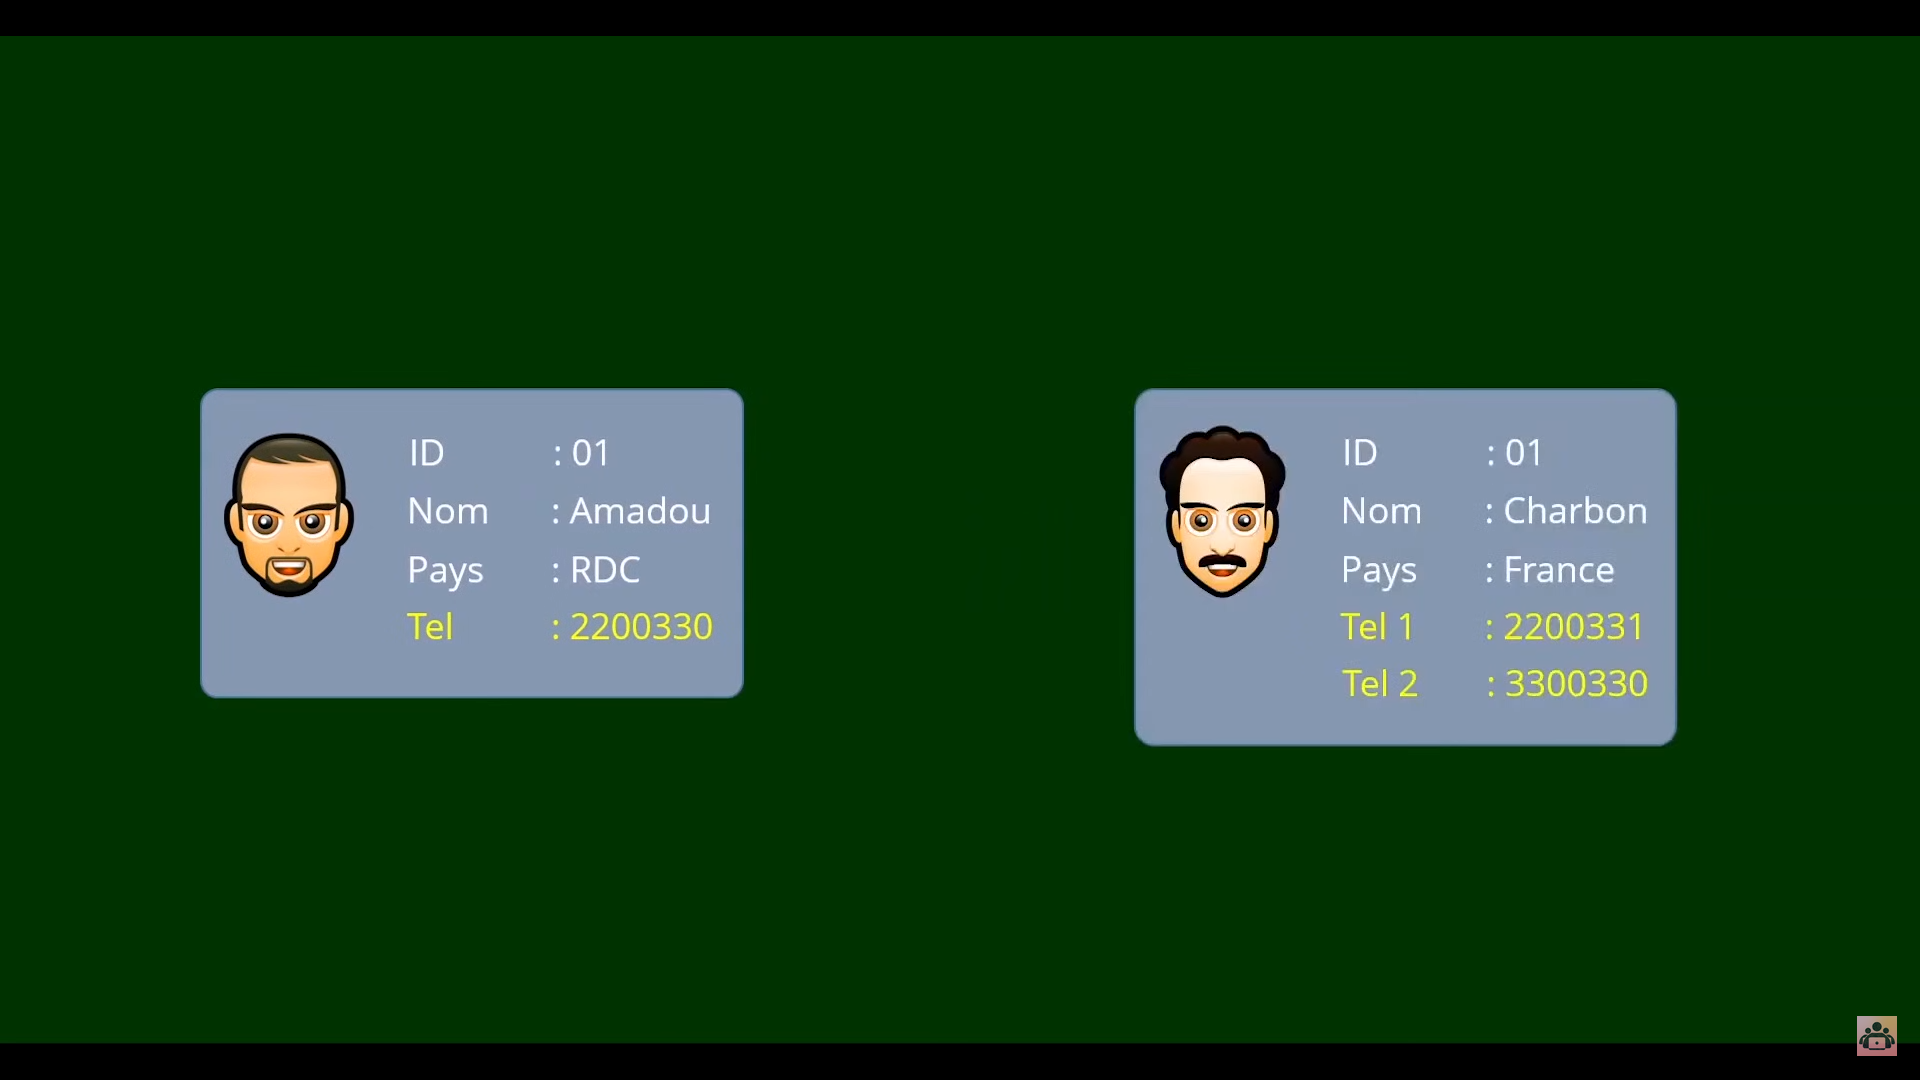 ID : 01
Nom : Amadou
Pays : RDC
Tel : 2200330
ID : 01
Nom : Charbon
Pays : France
Tel 1 : 2200331
Tel 2 : 3300330